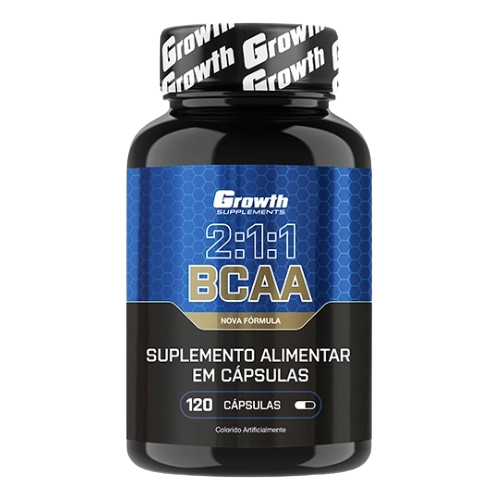 Growth
Growth
Growth
Growth
Growth
SUPPLEMENTS
2:1:1
BCAA
NOVA FÓRMULA
SUPLEMENTO ALIMENTAR
EM CÁPSULAS
120 CÁPSULAS
Colorido Artificialmente